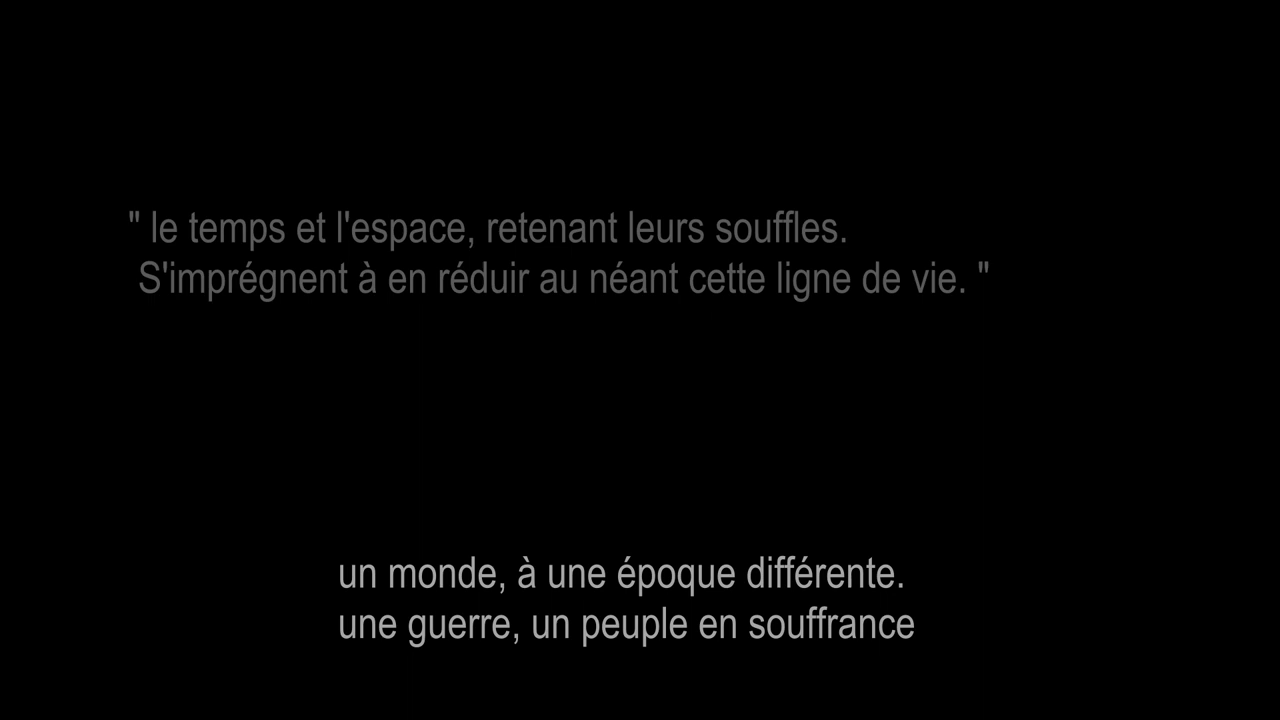 " le temps et l'espace, retenant leurs souffles.
S'imprégnent à en réduir au néant cette ligne de vie. "
un monde, à une époque différente.
une guerre, un peuple en souffrance